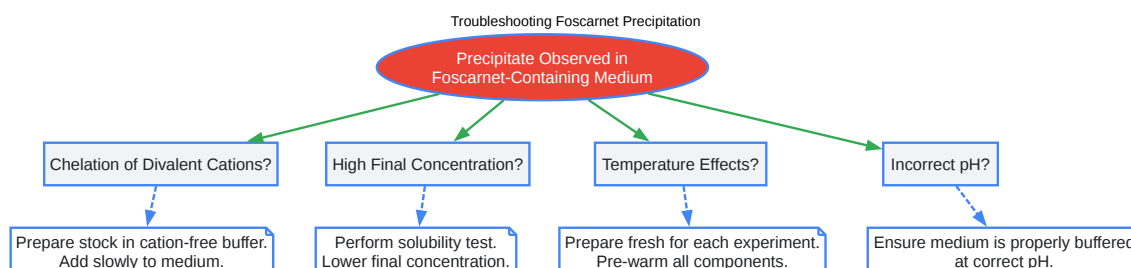 Troubleshooting Foscarnet Precipitation
Precipitate Observed in
Foscarnet-Containing Medium
Chelation of Divalent Cations?
High Final Concentration?
Temperature Effects?
Incorrect pH?
Prepare stock in cation-free buffer.
Add slowly to medium.
Perform solubility test.
Lower final concentration.
Prepare fresh for each experiment.
Pre-warm all components.
Ensure medium is properly buffered
at correct pH.